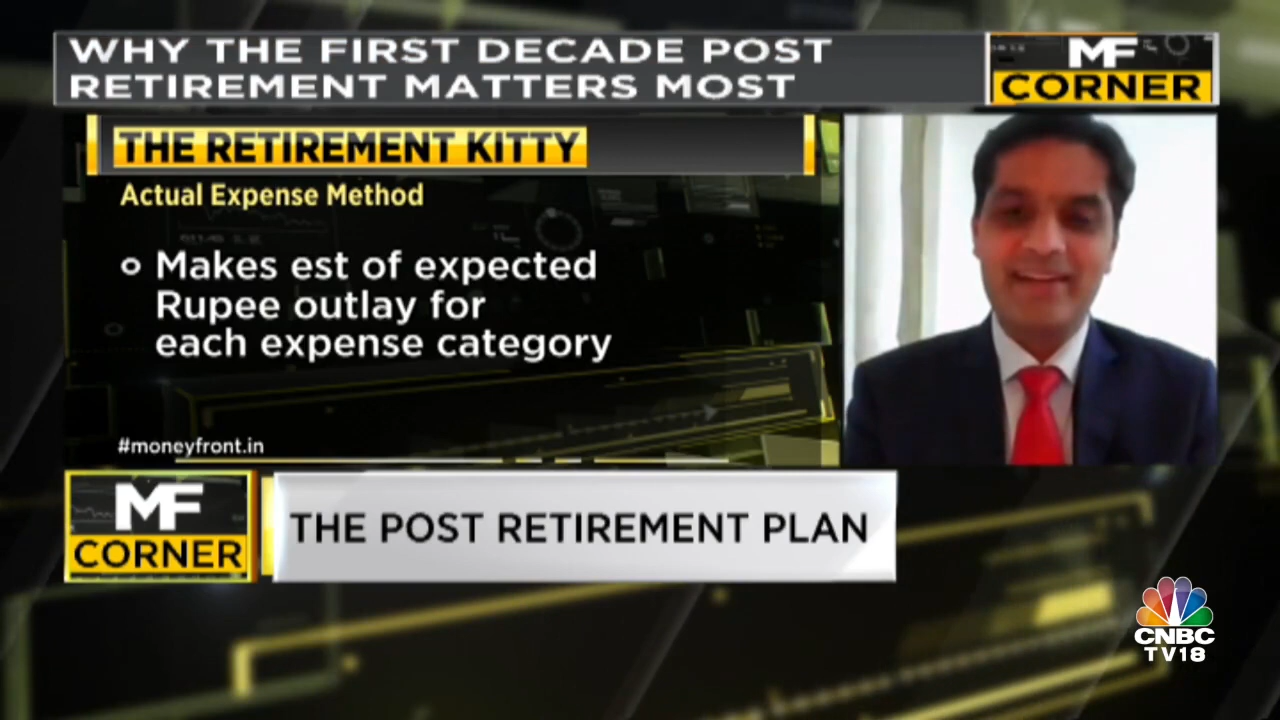 WHY THE FIRST DECADE POST
RETIREMENT MATTERS MOST
MF
CORNER
THE RETIREMENT KITTY
Actual Expense Method
Makes est of expected
Rupee outlay for
each expense category
#moneyfront.in
MF
CORNER
THE POST RETIREMENT PLAN
CNBC
TV18